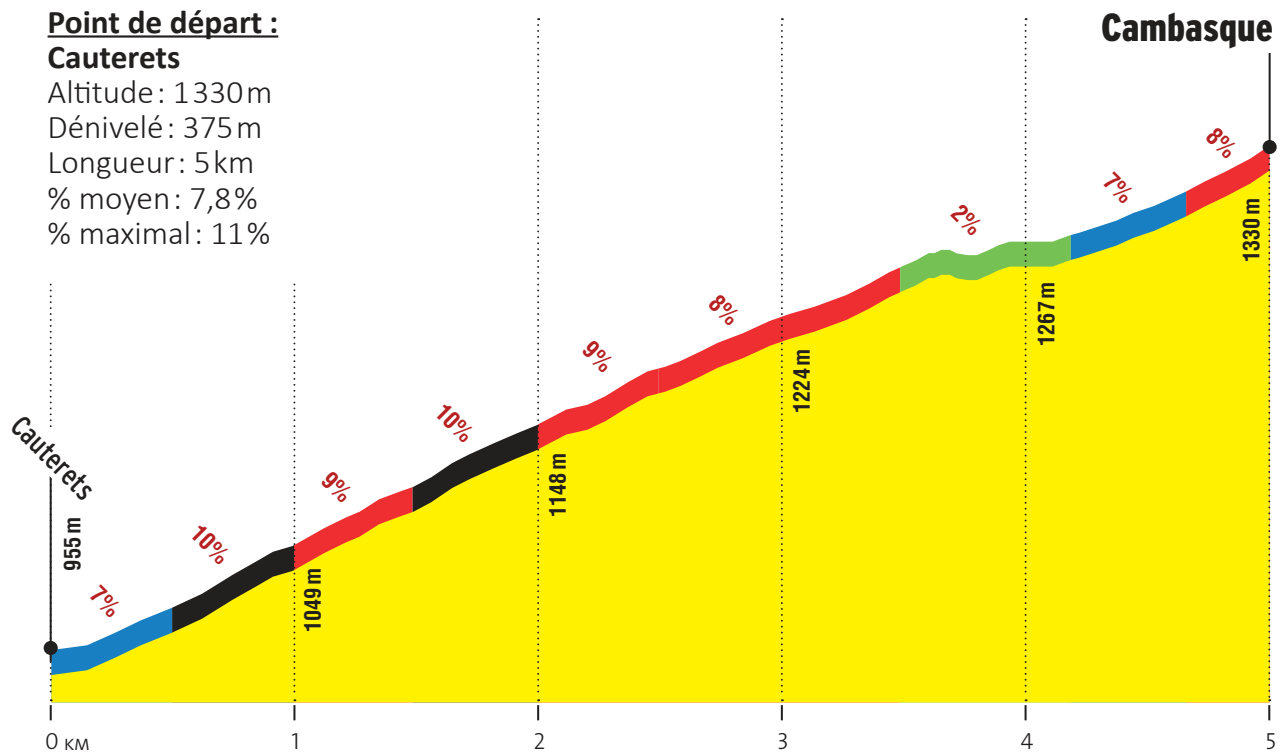 Point de départ :
Cauterets
Altitude : 1330 m
Dénivelé : 375 m
Longueur : 5 km
% moyen : 7,8%
% maximal : 11%
Cambasque
Cauterets
955 m
7%
10%
1049 m
9%
10%
1148 m
9%
8%
1224 m
2%
1267 m
7%
8%
1330 m
0 KM
1
2
3
4
5